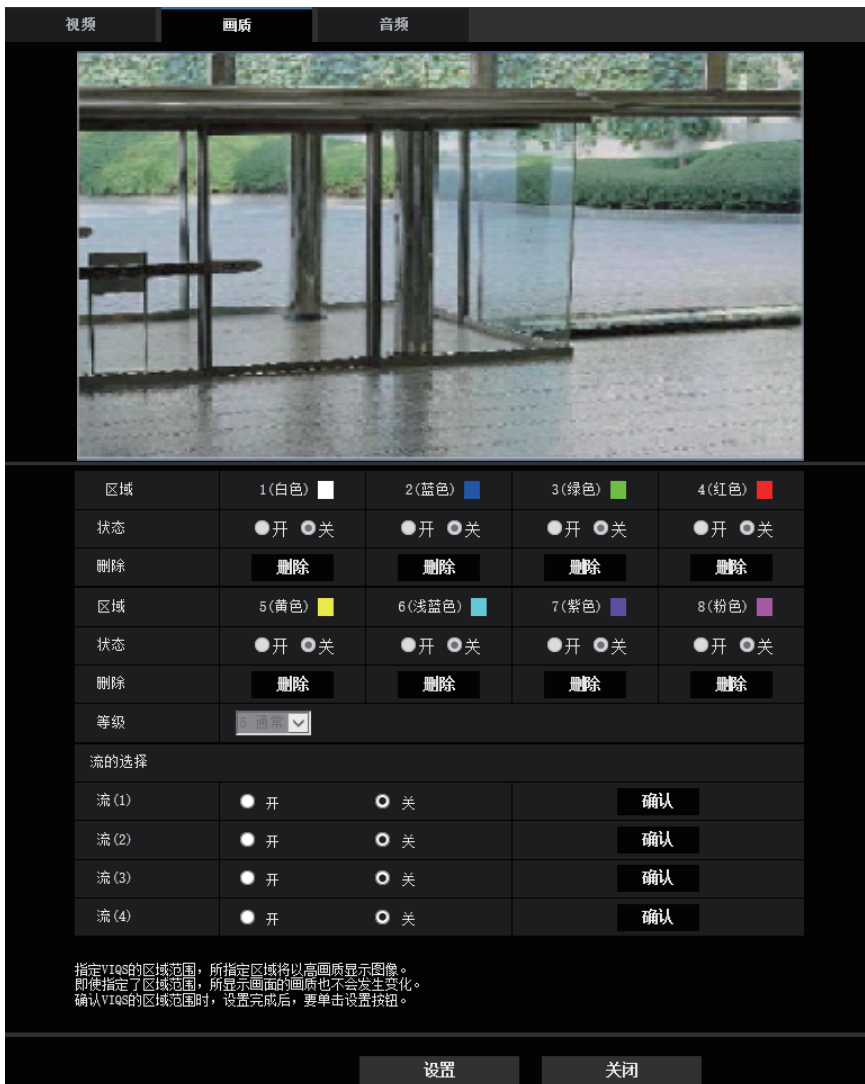 视频 画质 音频
区域 1(白色) 2(蓝色) 3(绿色) 4(红色)
状态 开 关 开 关 开 关 开 关
删除 删除 删除 删除 删除
区域 5(黄色) 6(浅蓝色) 7(紫色) 8(粉色)
状态 开 关 开 关 开 关 开 关
删除 删除 删除 删除 删除
等级 5 通常
流的选择
流(1) 开 关 确认
流(2) 开 关 确认
流(3) 开 关 确认
流(4) 开 关 确认
指定VIQS的区域范围，所指定区域将以高画质显示图像。
即使指定了区域范围，所显示画面的画质也不会发生变化。
确认VIQS的区域范围时，设置完成后，要单击设置按钮。
设置 关闭